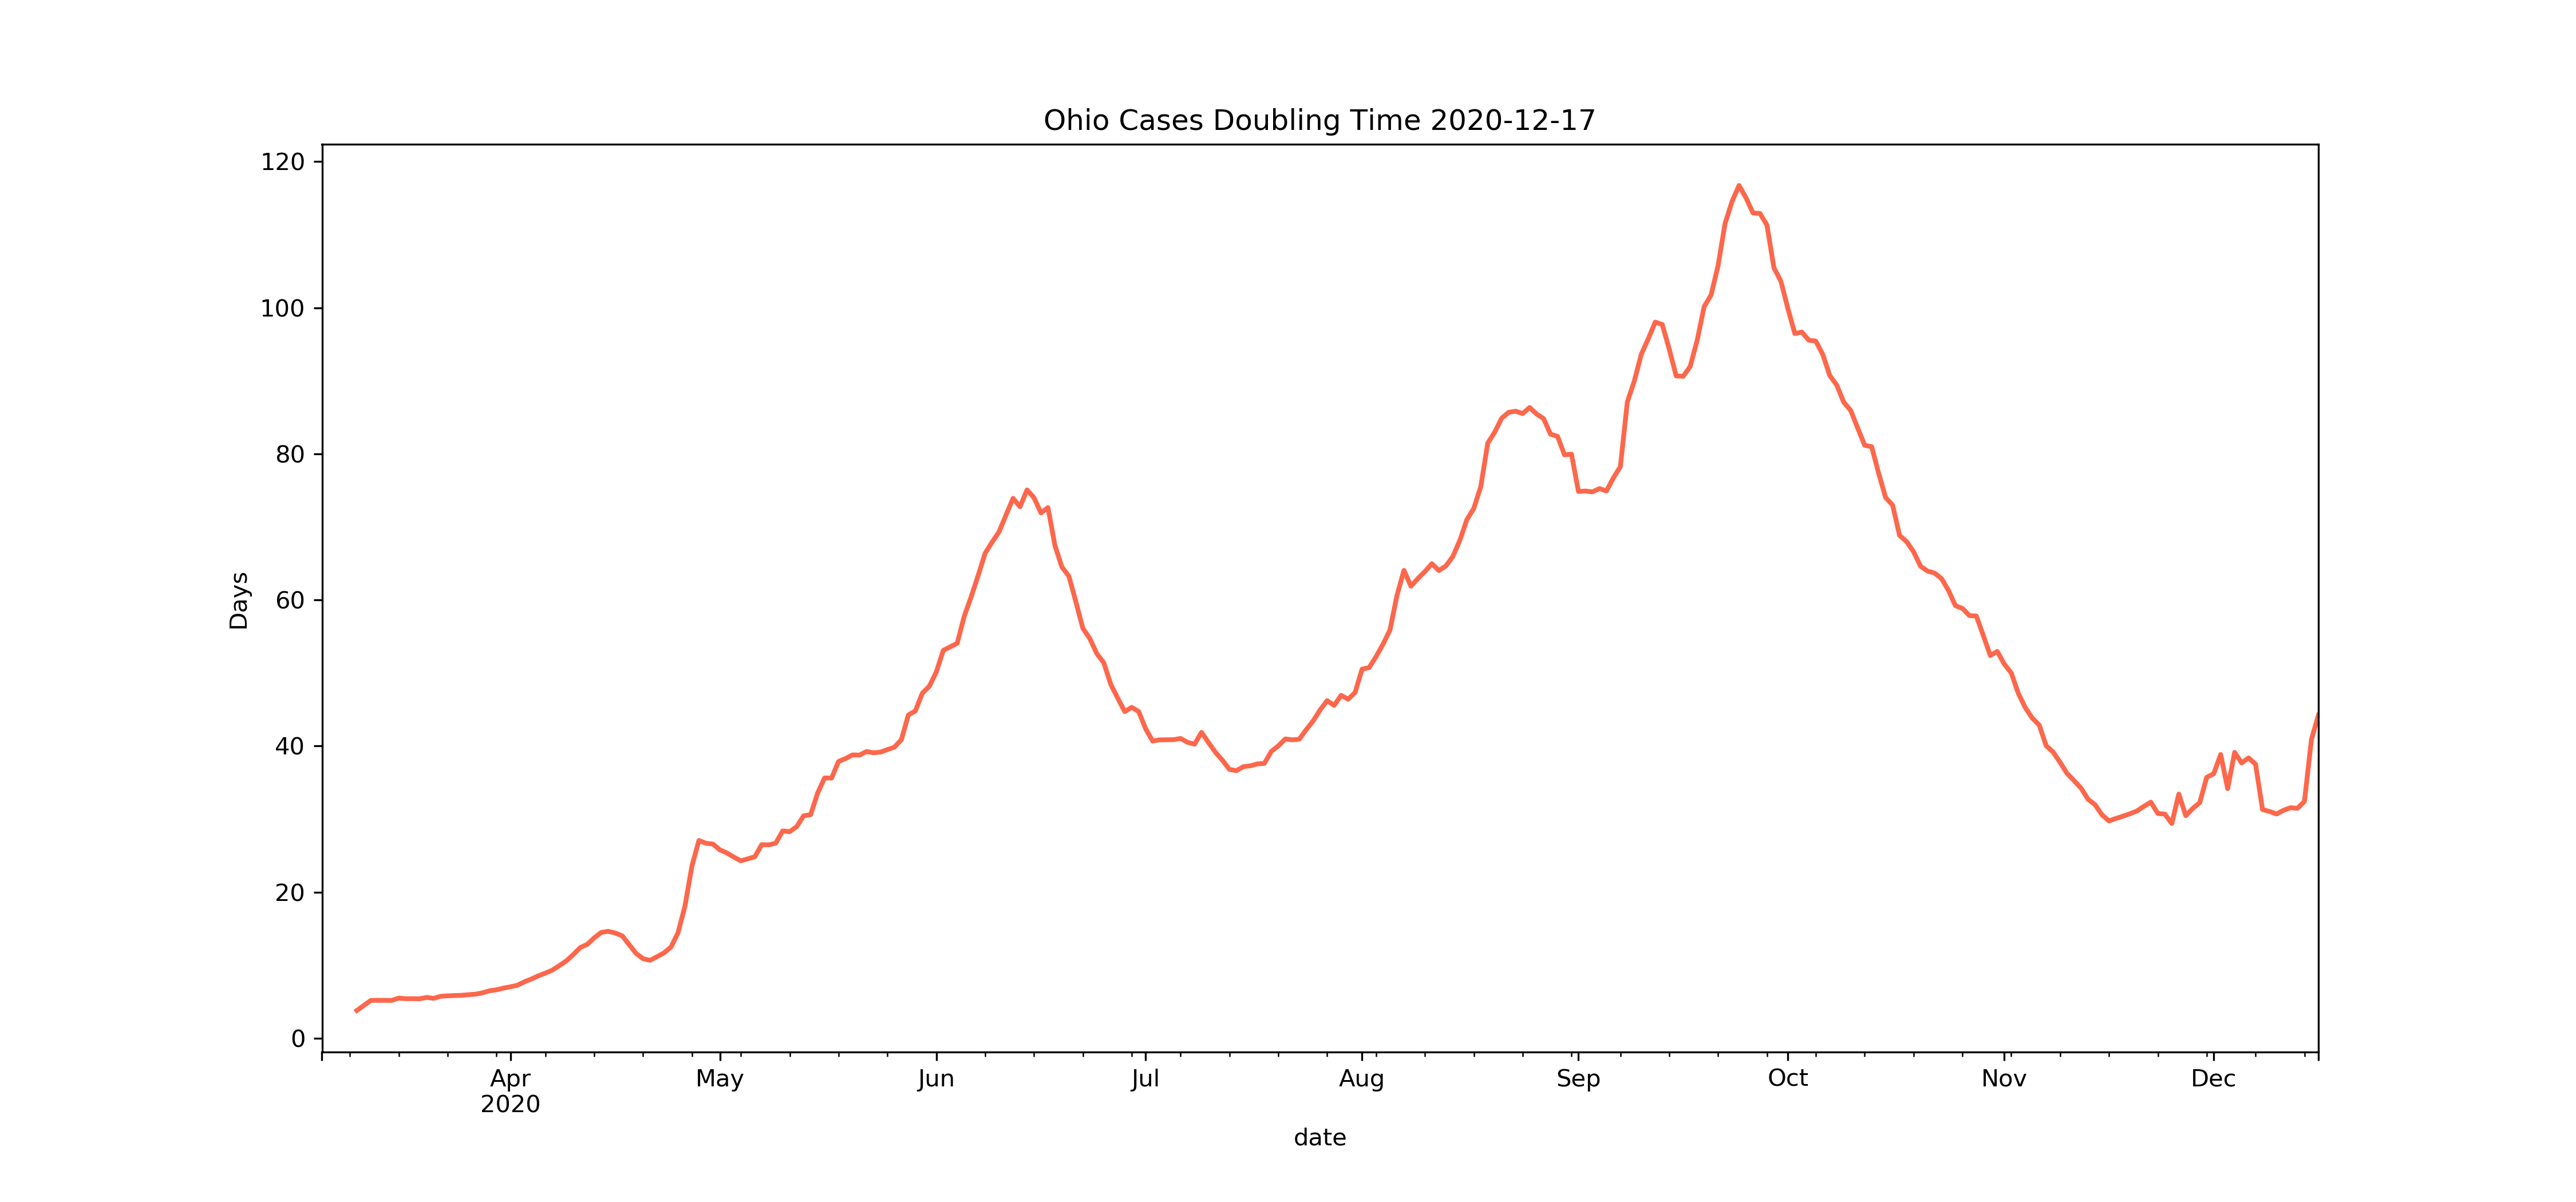 Ohio Cases Doubling Time 2020-12-17
120
100
80
60
40
20
0
Days
Apr May Jun Jul Aug Sep Oct Nov Dec
2020
date